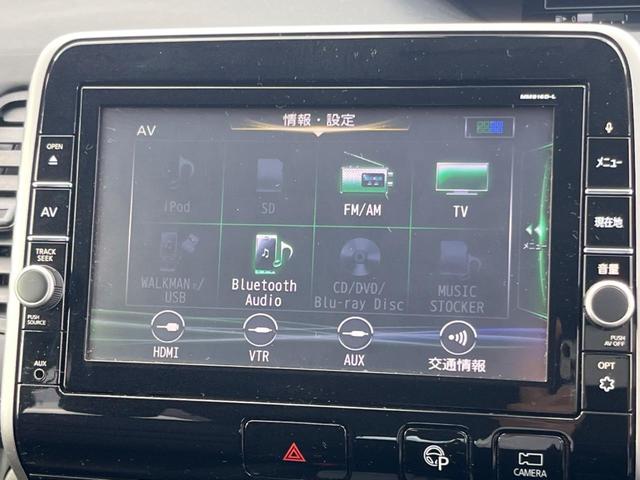 MM516D-L
OPEN
AV
TRACK
SEEK
PUSH
SOURCE
AUX
AV
情報・設定
iPod
SD
FM/AM
TV
WALKMAN®/
USB
Bluetooth
Audio
CD/DVD/
Blu-ray Disc
MUSIC
STOCKER
メニュー
HDMI
VTR
AUX
交通情報
メニュー
現在地
音量
PUSH
AV OFF
OPT
P
CAMERA